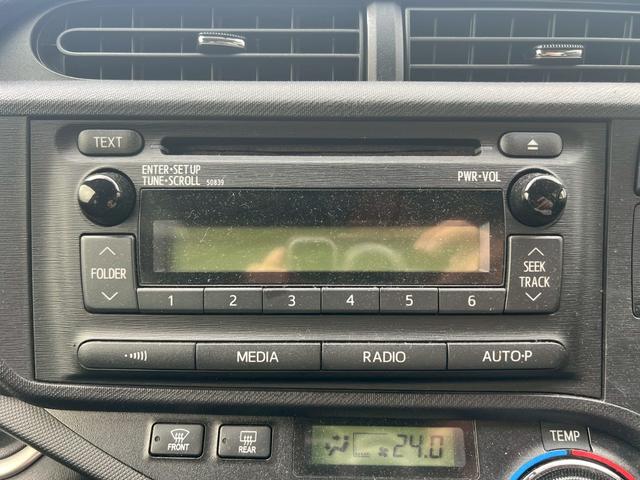 TEXT
ENTER•SETUP
TUNE•SCROLL 50839
PWR•VOL
FOLDER
SEEK
TRACK
1 2 3 4 5 6
MEDIA RADIO AUTO•P
FRONT
REAR
24.0
TEMP